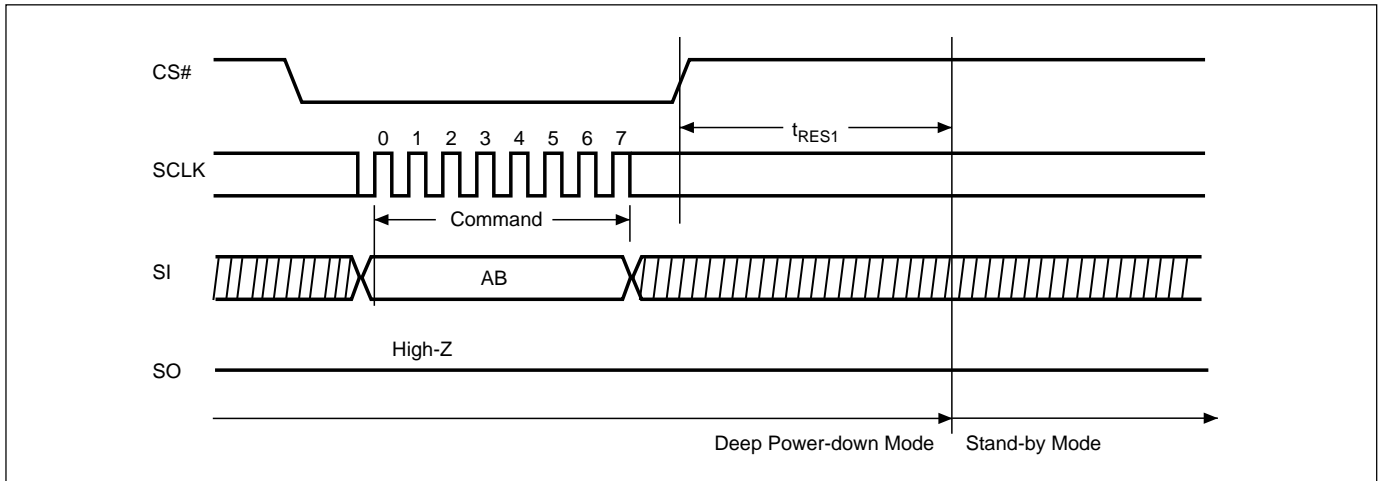 CS#
tRES1
0 1 2 3 4 5 6 7
SCLK
Command
SI
AB
High-Z
SO
Deep Power-down Mode Stand-by Mode